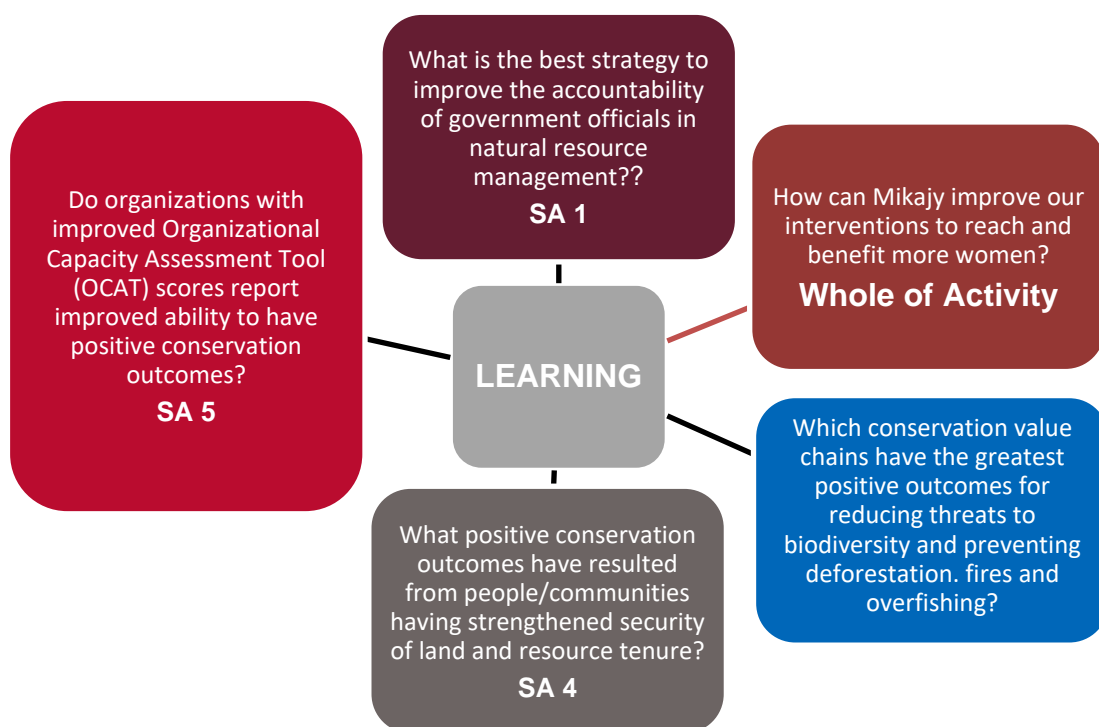 What is the best strategy to
improve the accountability
of government officials in
natural resource
management??
SA 1
How can Mikajy improve our
interventions to reach and
benefit more women?
Whole of Activity
Do organizations with
improved Organizational
Capacity Assessment Tool
(OCAT) scores report
improved ability to have
positive conservation
outcomes?
SA 5
LEARNING
Which conservation value
chains have the greatest
positive outcomes for
reducing threats to
biodiversity and preventing
deforestation. fires and
overfishing?
What positive conservation
outcomes have resulted
from people/communities
having strengthened security
of land and resource tenure?
SA 4